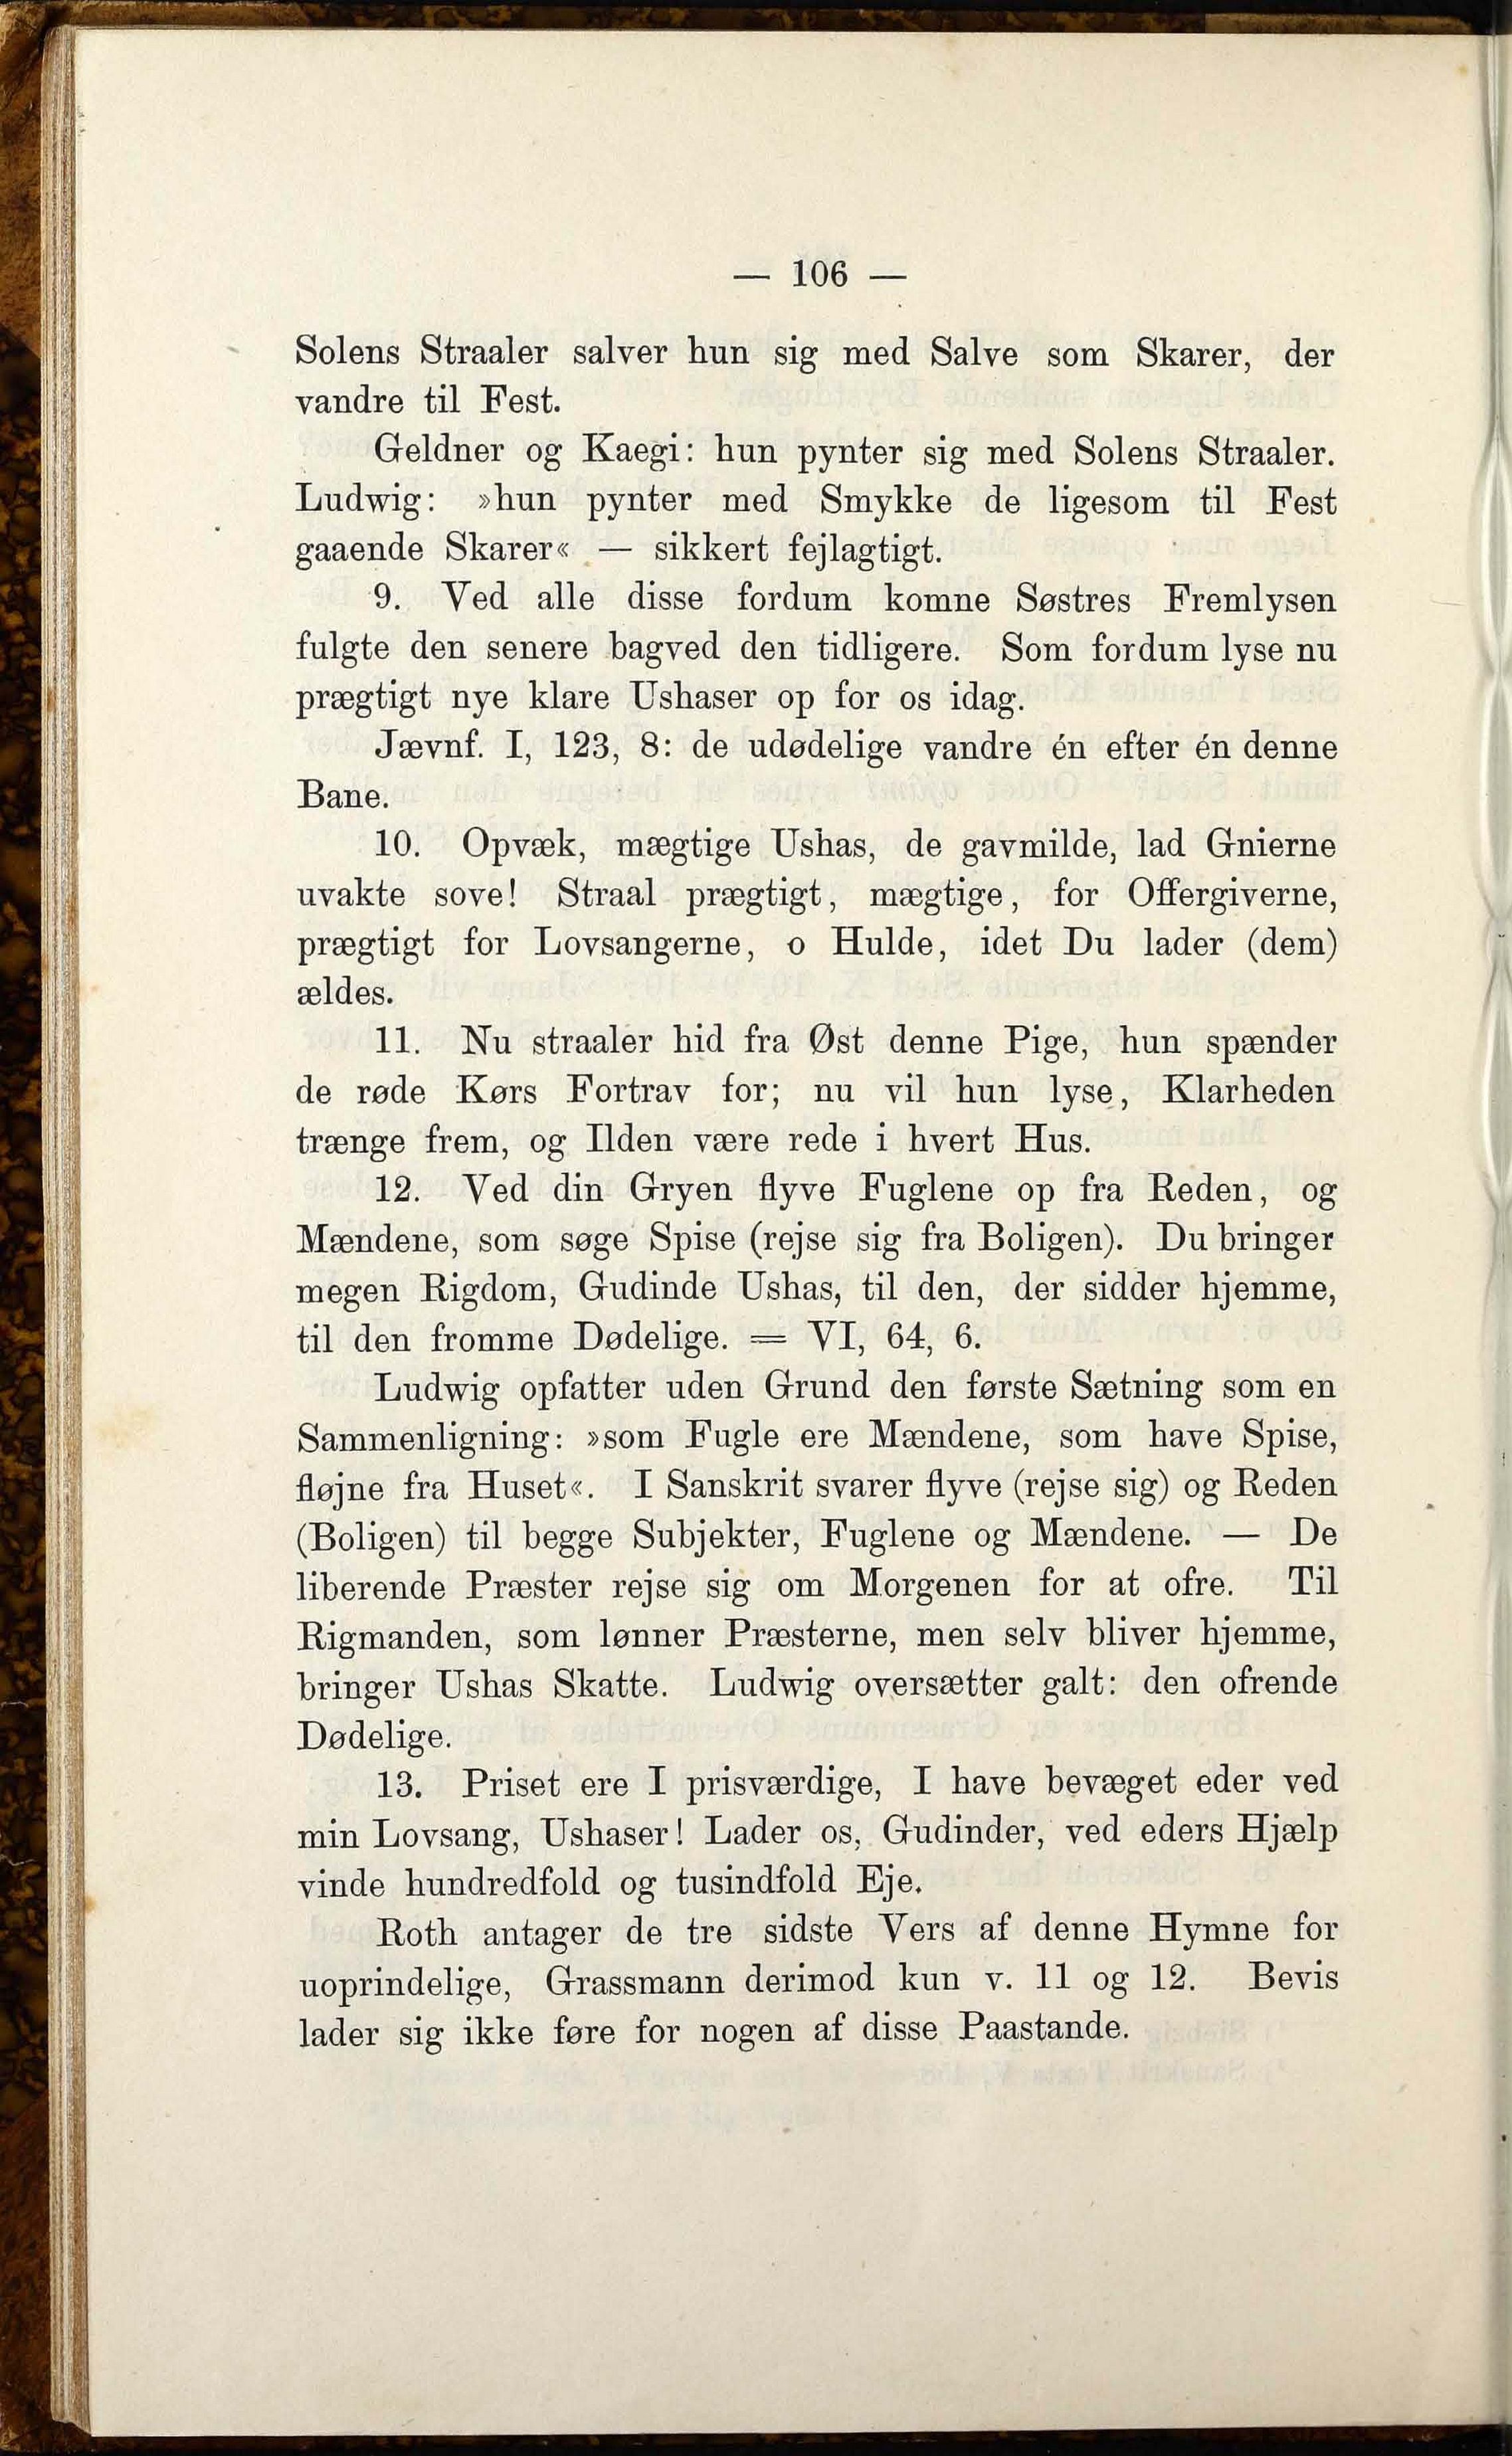 — 106 —
Solens Straaler salver hun sig med Salve som Skarer, der
vandre til Fest.
Geldner og Kaegi: hun pynter sig med Solens Straaler.
Ludwig: »hun pynter med Smykke de ligesom til Fest
gaaende Skarer« — sikkert fejlagtigt.
9. Ved alle disse fordum komne Søstres Fremlysen
fulgte den senere bagved den tidligere. Som fordum lyse nu
prægtigt nye klare Ushaser op for os idag.
Jævnf. I, 123, 8: de udødelige vandre én efter én denne
Bane.
10. Opvæk, mægtige Ushas, de gavmilde, lad Gnierne
uvakte sove! Straal prægtigt, mægtige, for Offergiverne,
prægtigt for Lovsangerne, o Hulde, idet Du lader (dem)
ældes.
11. Nu straaler hid fra Øst denne Pige, hun spænder
de røde Kørs Fortrav for; nu vil hun lyse, Klarheden
trænge frem, og Ilden være rede i hvert Hus.
12. Ved din Gryen flyve Fuglene op fra Reden, og
Mændene, som søge Spise (rejse sig fra Boligen). Du bringer
megen Rigdom, Gudinde Ushas, til den, der sidder hjemme,
til den fromme Dødelige. = VI, 64, 6.
Ludwig opfatter uden Grund den første Sætning som en
Sammenligning: »som Fugle ere Mændene, som have Spise,
fløjne fra Huset«. I Sanskrit svarer flyve (rejse sig) og Reden
(Boligen) til begge Subjekter, Fuglene og Mændene. — De
liberende Præster rejse sig om Morgenen for at ofre. Til
Rigmanden, som lønner Præsterne, men selv bliver hjemme,
bringer Ushas Skatte. Ludwig oversætter galt: den ofrende
Dødelige.
13. Priset ere I prisværdige, I have bevæget eder ved
min Lovsang, Ushaser! Lader os, Gudinder, ved eders Hjælp
vinde hundredfold og tusindfold Eje.
Roth antager de tre sidste Vers af denne Hymne for
uoprindelige, Grassmann derimod kun v. 11 og 12. Bevis
lader sig ikke føre for nogen af disse Paastande.